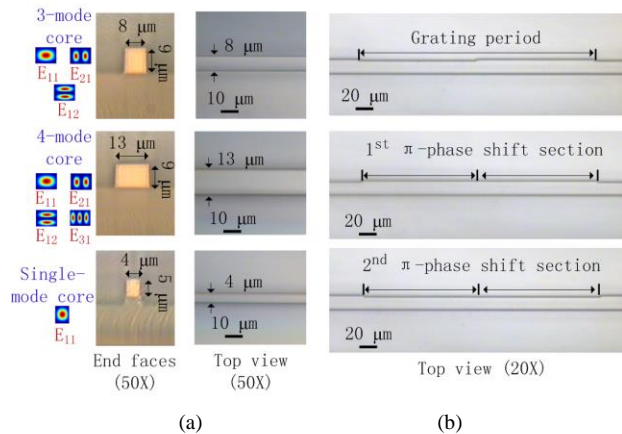 3-mode
core
E11 E21
E12
8 μm
9 μm
8 μm
10 μm
Grating period
20 μm
4-mode
core
E11 E21
E12 E31
13 μm
9 μm
13 μm
10 μm
1st π-phase shift section
20 μm
Single-
mode core
E11
4 μm
5 μm
4 μm
10 μm
2nd π-phase shift section
20 μm
End faces
(50X)
Top view
(50X)
Top view (20X)
(a)
(b)